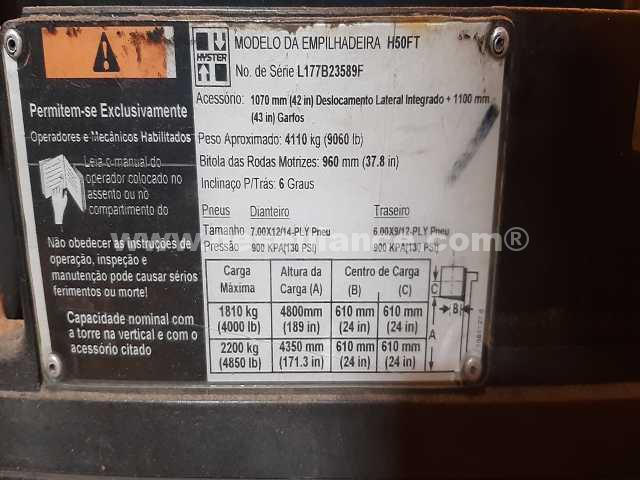 HYSTER
MODELO DA EMPILHADEIRA H50FT
No. de Série L177B23589F
Acessório: 1070 mm (42 in) Deslocamento Lateral Integrado + 1100 mm
(43 in) Garfos
Peso Aproximado: 4110 kg (9060 lb)
Bitola das Rodas Motrizes: 960 mm (37.8 in)
Inclinaço P/Trás: 6 Graus
Pneus Dianteiro Traseiro
Tamanho 7.00X12/14-PLY Pneu 6.00X9/12-PLY Pneu
Pressão 900 KPA(130 PSI) 900 KPA(130 PSI)
Carga Máxima Altura da Carga (A) Centro de Carga (B) (C)
1810 kg 4800mm 610 mm 610 mm
(4000 lb) (189 in) (24 in) (24 in)
2200 kg 4350 mm 610 mm 610 mm
(4850 lb) (171.3 in) (24 in) (24 in)
C
B
A
Permitem-se Exclusivamente
Operadores e Mecânicos Habilitados
Leia o manual do
operador colocado no
assento ou no
compartimento do
Não obedecer as instruções de
operação, inspeção e
manutenção pode causar sérios
ferimentos ou morte!
Capacidade nominal com
a torre na vertical e com o
acessório citado